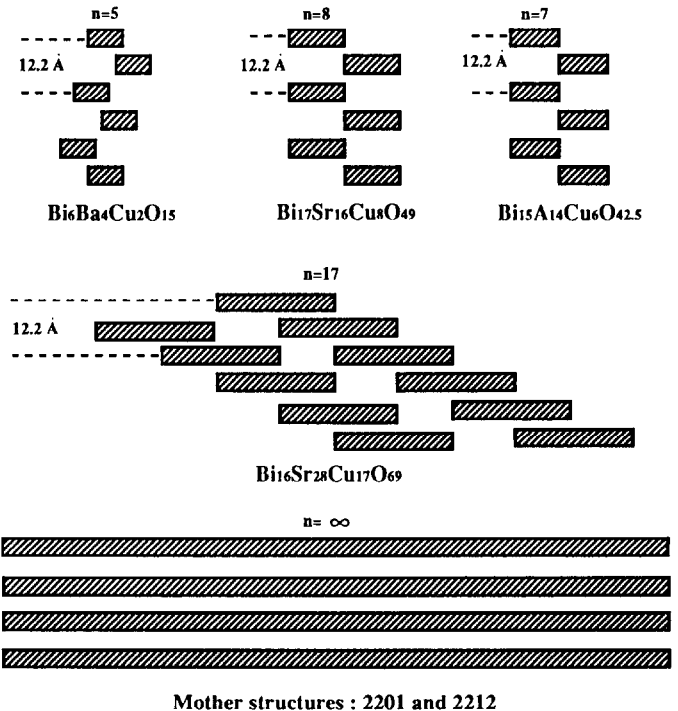 n=5 n=8 n=7
12.2 Å 12.2 Å 12.2 Å
Bi6Ba4Cu2O15 Bi17Sr16Cu8O49 Bi15A14Cu6O42.5
n=17
12.2 Å
Bi16Sr28Cu17O69
n= ∞
Mother structures : 2201 and 2212